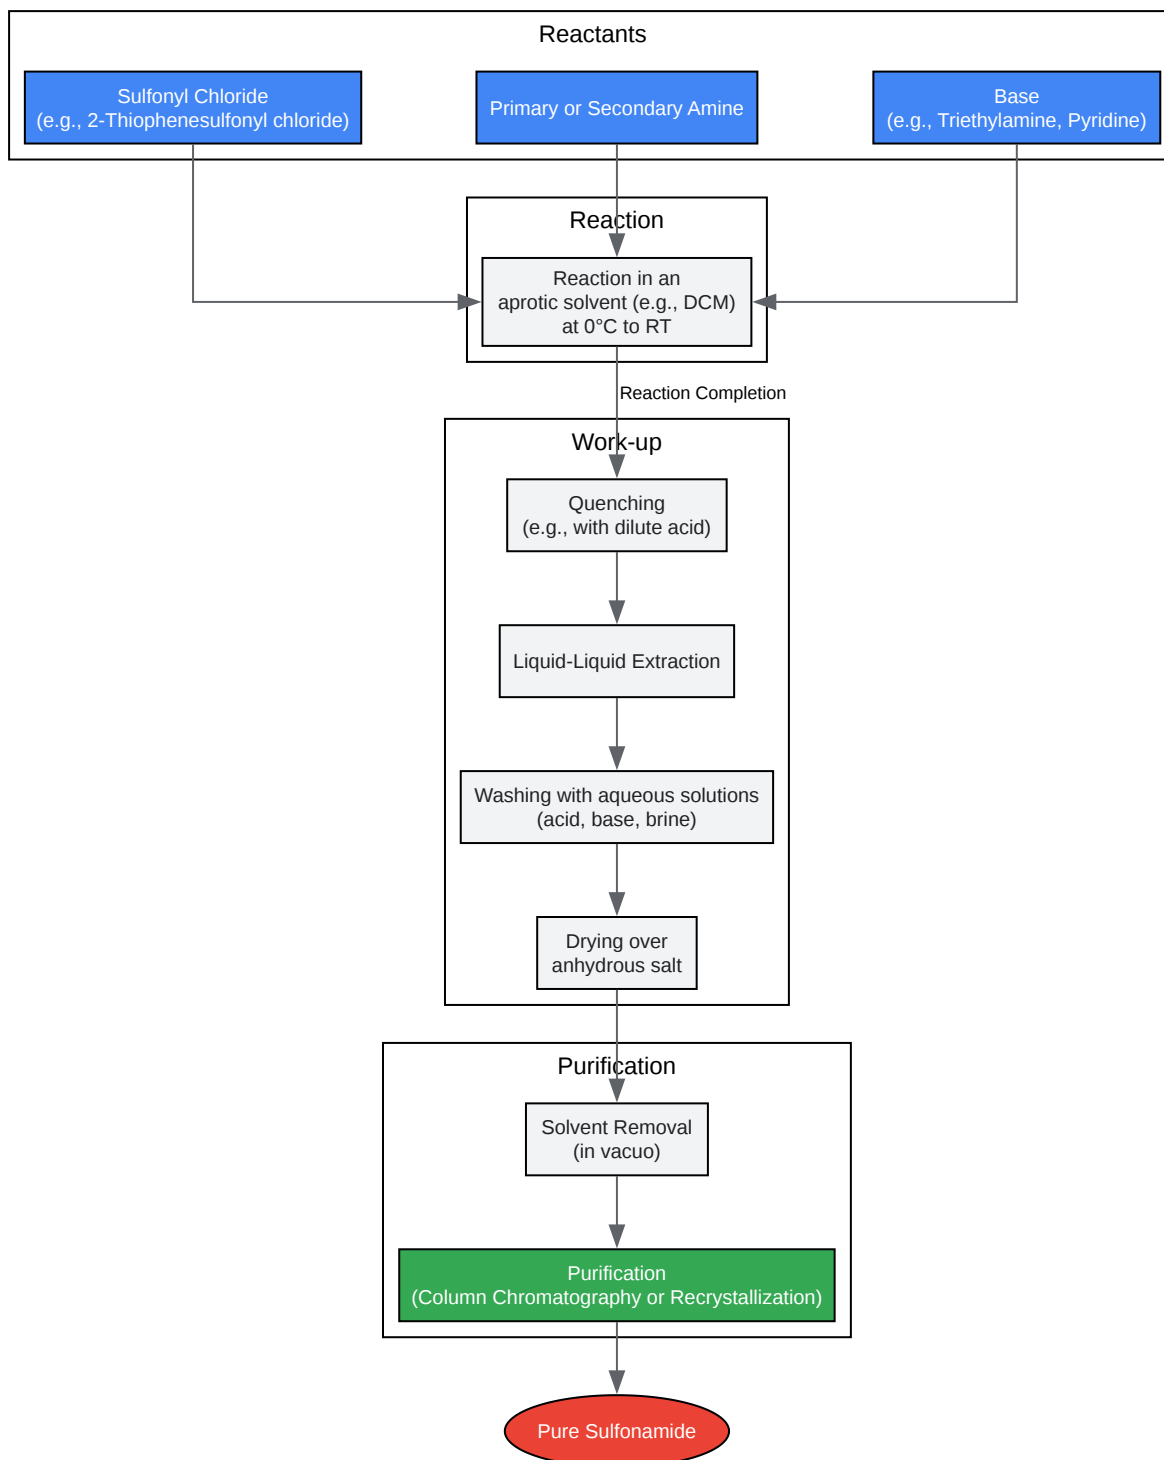 Reactants
Sulfonyl Chloride
(e.g., 2-Thiophenesulfonyl chloride)
Primary or Secondary Amine
Base
(e.g., Triethylamine, Pyridine)
Reaction
Reaction in an
aprotic solvent (e.g., DCM)
at 0°C to RT
Reaction Completion
Work-up
Quenching
(e.g., with dilute acid)
Liquid-Liquid Extraction
Washing with aqueous solutions
(acid, base, brine)
Drying over
anhydrous salt
Purification
Solvent Removal
(in vacuo)
Purification
(Column Chromatography or Recrystallization)
Pure Sulfonamide